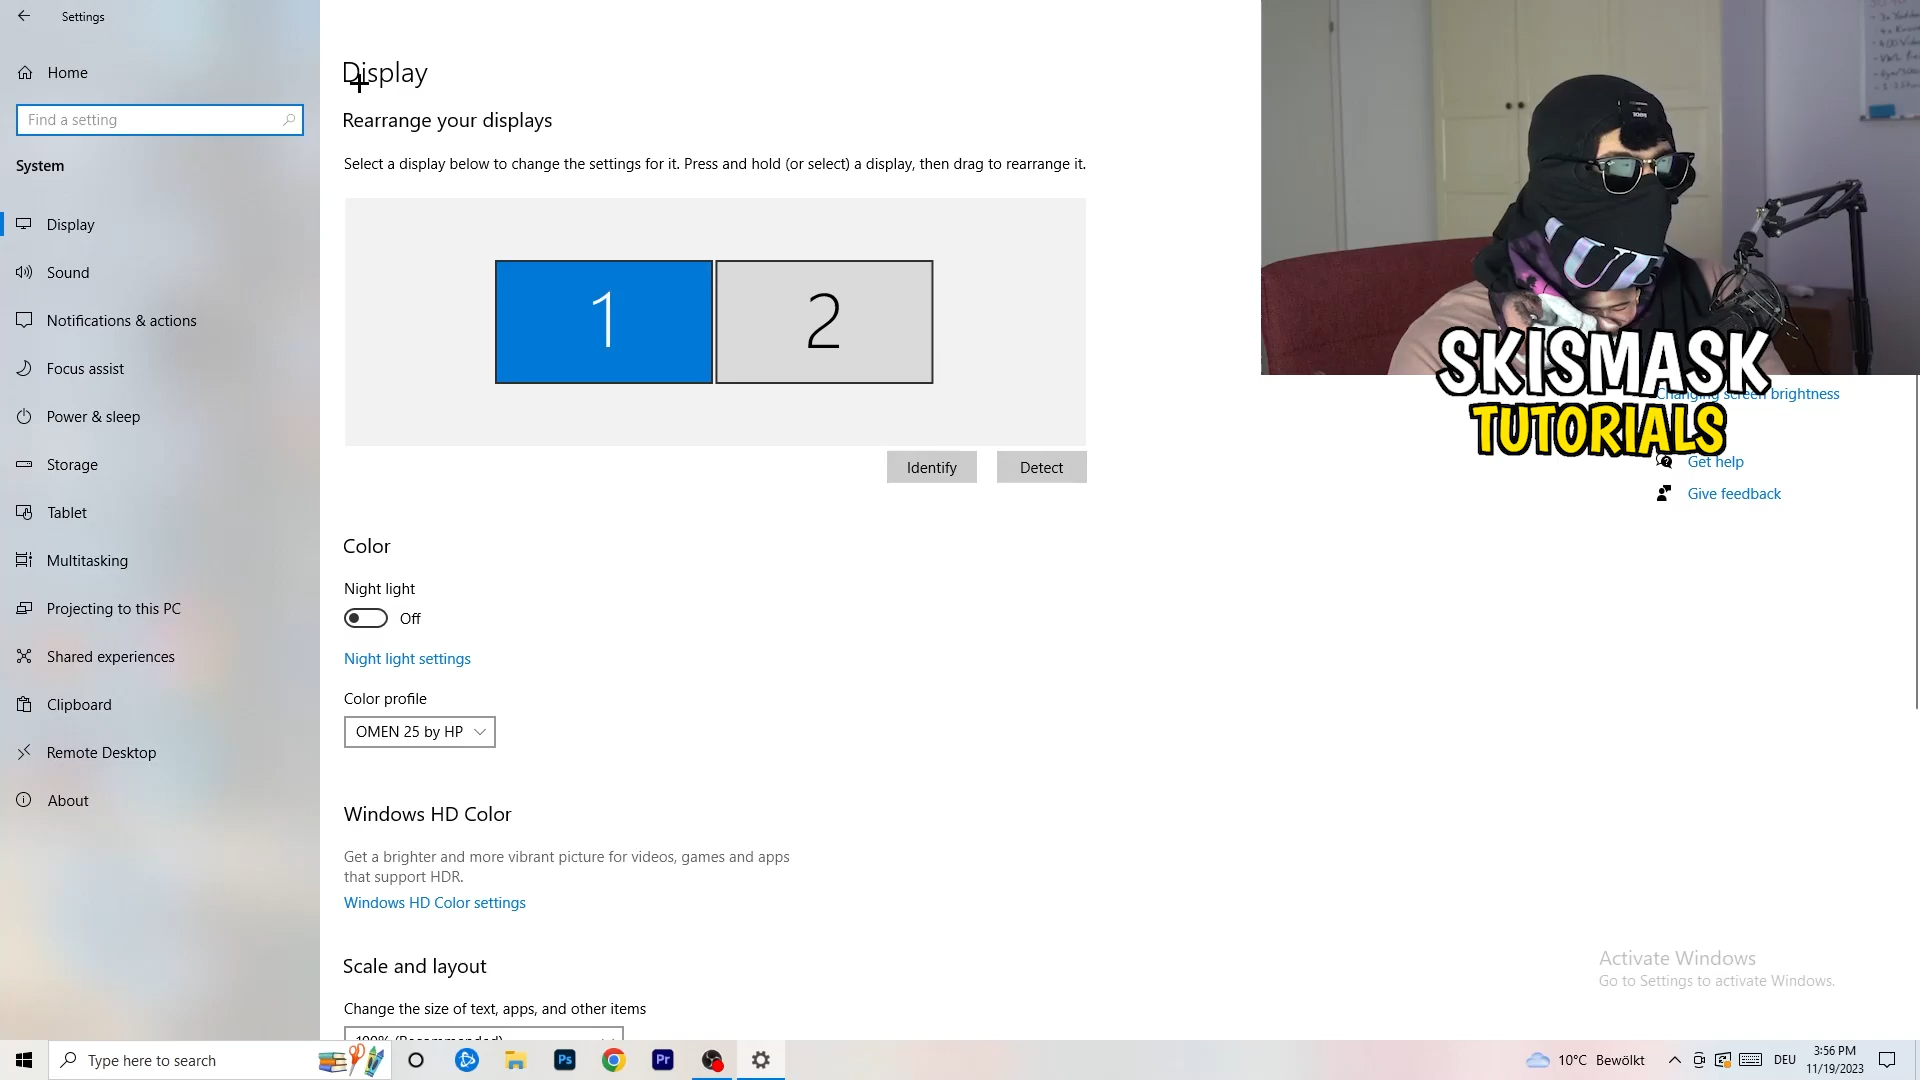 Settings
Home
Find a setting
System
Display
Sound
Notifications & actions
Focus assist
Power & sleep
Storage
Tablet
Multitasking
Projecting to this PC
Shared experiences
Clipboard
Remote Desktop
About
Display
Rearrange your displays
Select a display below to change the settings for it. Press and hold (or select) a display, then drag to rearrange it.
1
2
Identify
Detect
Color
Night light
Off
Night light settings
Color profile
OMEN 25 by HP
Windows HD Color
Get a brighter and more vibrant picture for videos, games and apps
that support HDR.
Windows HD Color settings
Scale and layout
Change the size of text, apps, and other items
100% (Recommended)
SKISMASK
TUTORIALS
Changing screen brightness
Get help
Give feedback
Activate Windows
Go to Settings to activate Windows.
Type here to search
Ps
Pr
10°C Bewölkt
DEU
3:56 PM
11/19/2023